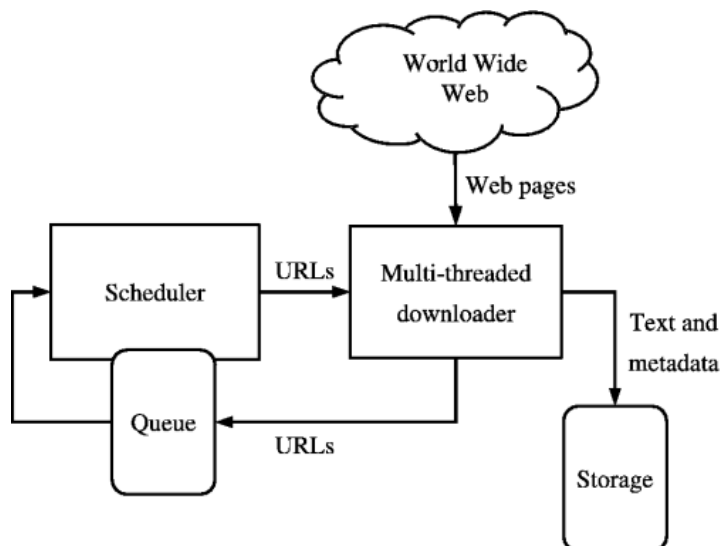 World Wide
Web
Web pages
Scheduler
URLs
Multi-threaded
downloader
Text and
metadata
Queue
URLs
Storage